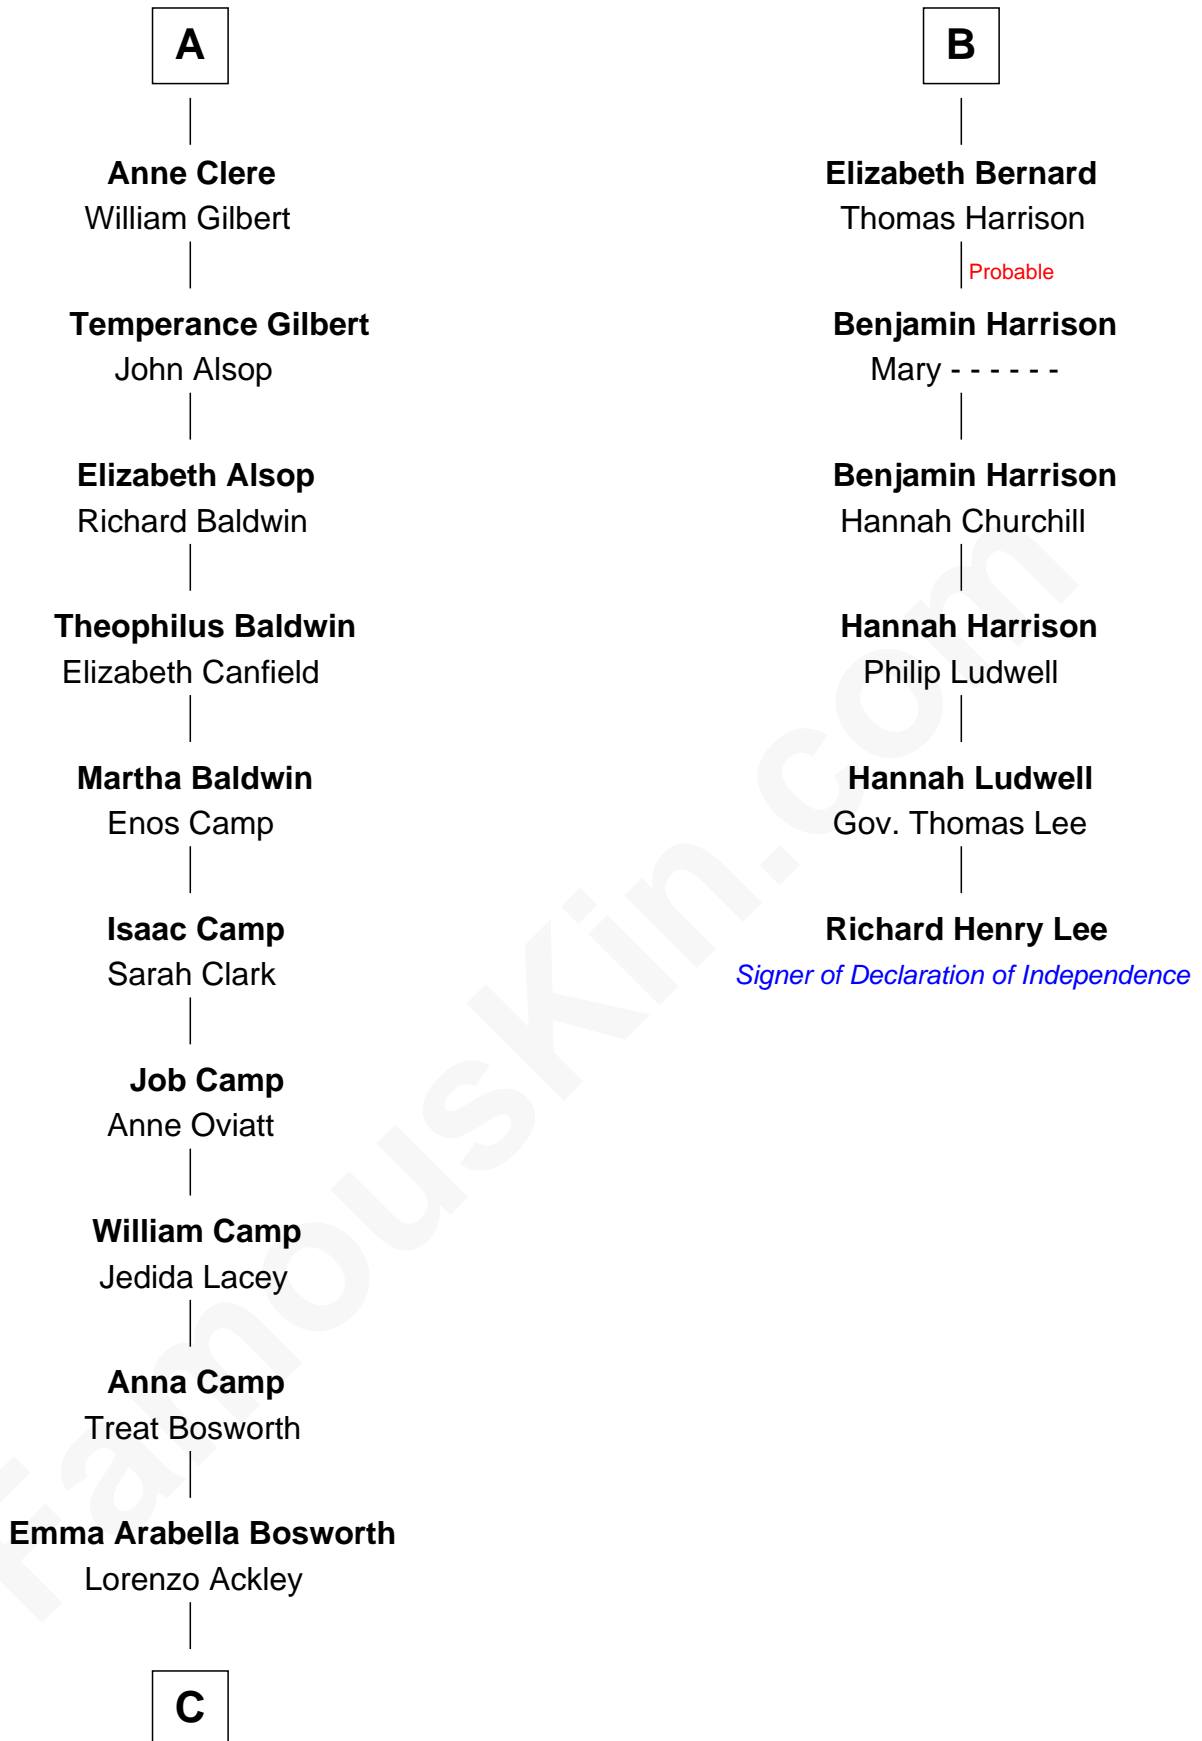 A
Anne Clere
William Gilbert
Temperance Gilbert
John Alsop
Elizabeth Alsop
Richard Baldwin
Theophilus Baldwin
Elizabeth Canfield
Martha Baldwin
Enos Camp
Isaac Camp
Sarah Clark
Job Camp
Anne Oviatt
William Camp
Jedida Lacey
Anna Camp
Treat Bosworth
Emma Arabella Bosworth
Lorenzo Ackley
C
B
Elizabeth Bernard
Thomas Harrison
Probable
Benjamin Harrison
Mary - - - - - -
Benjamin Harrison
Hannah Churchill
Hannah Harrison
Philip Ludwell
Hannah Ludwell
Gov. Thomas Lee
Richard Henry Lee
Signer of Declaration of Independence
FamousKin.com